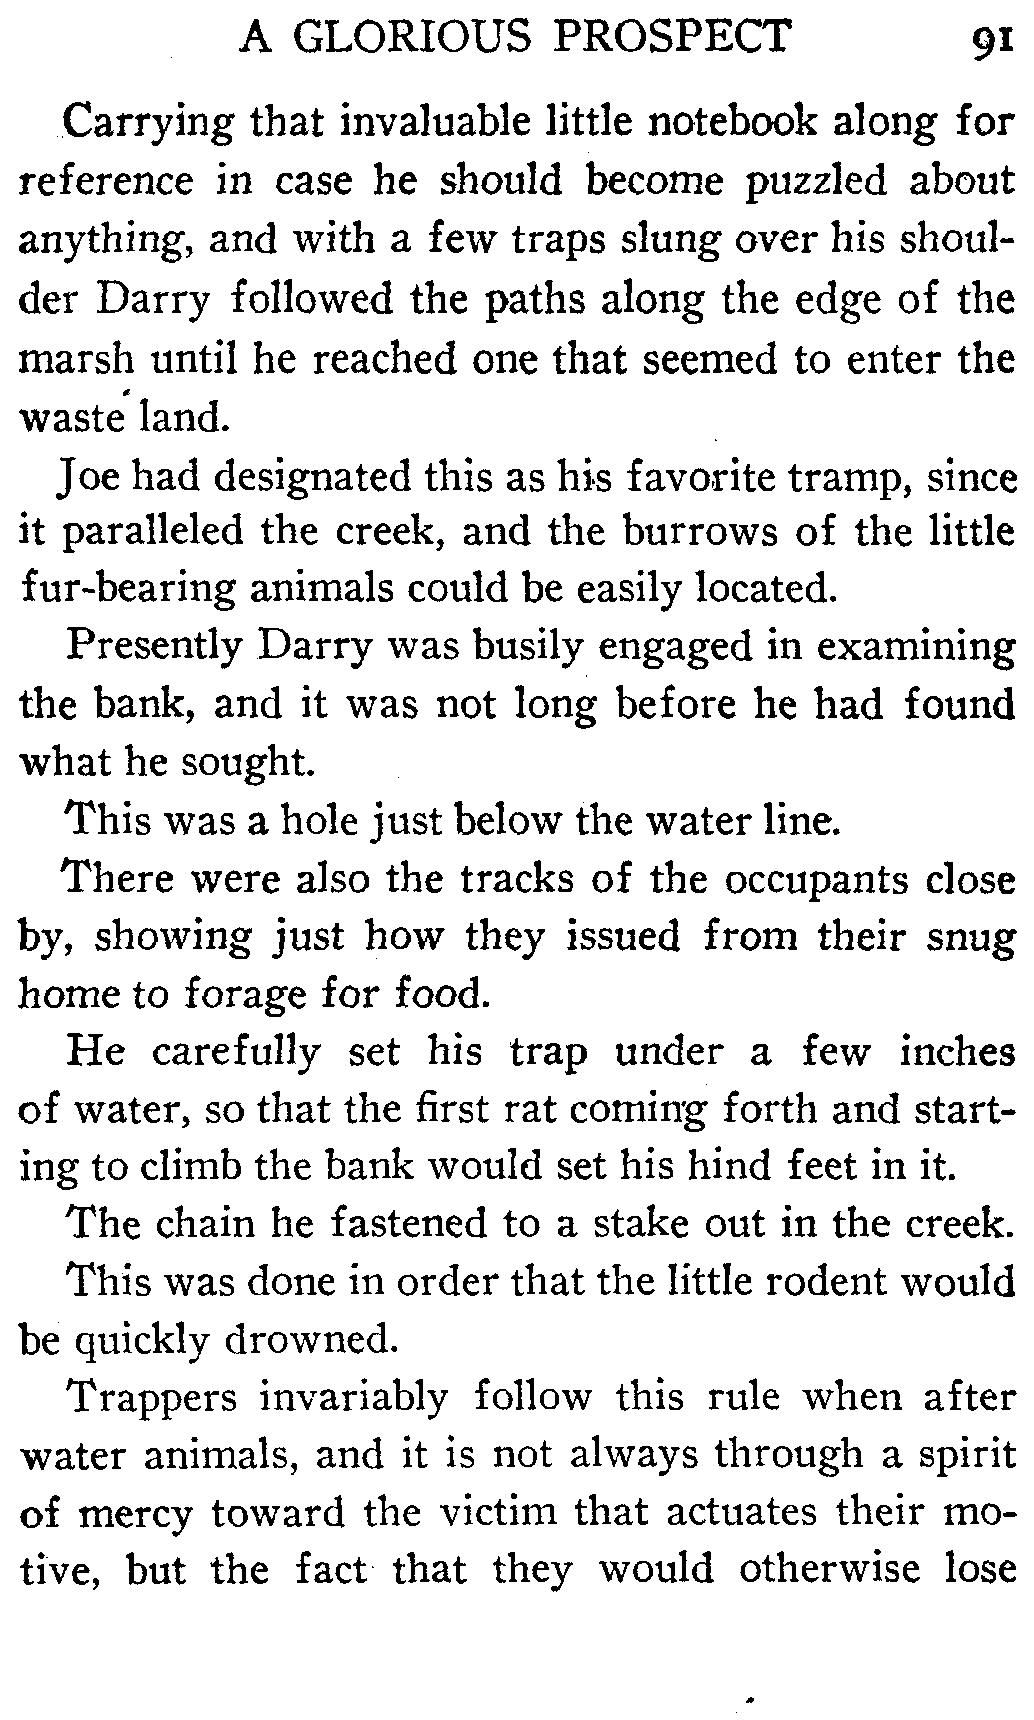 A GLORIOUS PROSPECT 91
Carrying that invaluable little notebook along for
reference in case he should become puzzled about
anything, and with a few traps slung over his shoul-
der Darry followed the paths along the edge of the
marsh until he reached one that seemed to enter the
waste land.
Joe had designated this as his favorite tramp, since
it paralleled the creek, and the burrows of the little
fur-bearing animals could be easily located.
Presently Darry was busily engaged in examining
the bank, and it was not long before he had found
what he sought.
This was a hole just below the water line.
There were also the tracks of the occupants close
by, showing just how they issued from their snug
home to forage for food.
He carefully set his trap under a few inches
of water, so that the first rat coming forth and start-
ing to climb the bank would set his hind feet in it.
The chain he fastened to a stake out in the creek.
This was done in order that the little rodent would
be quickly drowned.
Trappers invariably follow this rule when after
water animals, and it is not always through a spirit
of mercy toward the victim that actuates their mo-
tive, but the fact that they would otherwise lose